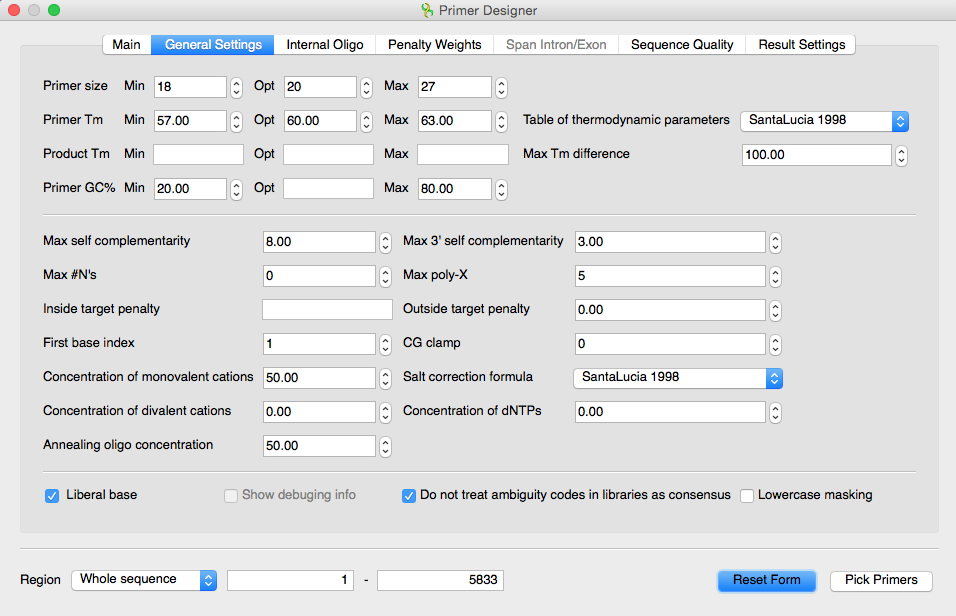 Primer Designer
Main General Settings Internal Oligo Penalty Weights Span Intron/Exon Sequence Quality Result Settings
Primer size Min 18 Opt 20 Max 27
Primer Tm Min 57.00 Opt 60.00 Max 63.00 Table of thermodynamic parameters SantaLucia 1998
Product Tm Min Opt Max Max Tm difference 100.00
Primer GC% Min 20.00 Opt Max 80.00
Max self complementarity 8.00 Max 3' self complementarity 3.00
Max #N's 0 Max poly-X 5
Inside target penalty Outside target penalty 0.00
First base index 1 CG clamp 0
Concentration of monovalent cations 50.00 Salt correction formula SantaLucia 1998
Concentration of divalent cations 0.00 Concentration of dNTPs 0.00
Annealing oligo concentration 50.00
Liberal base Show debuging info Do not treat ambiguity codes in libraries as consensus Lowercase masking
Region Whole sequence 1 - 5833 Reset Form Pick Primers